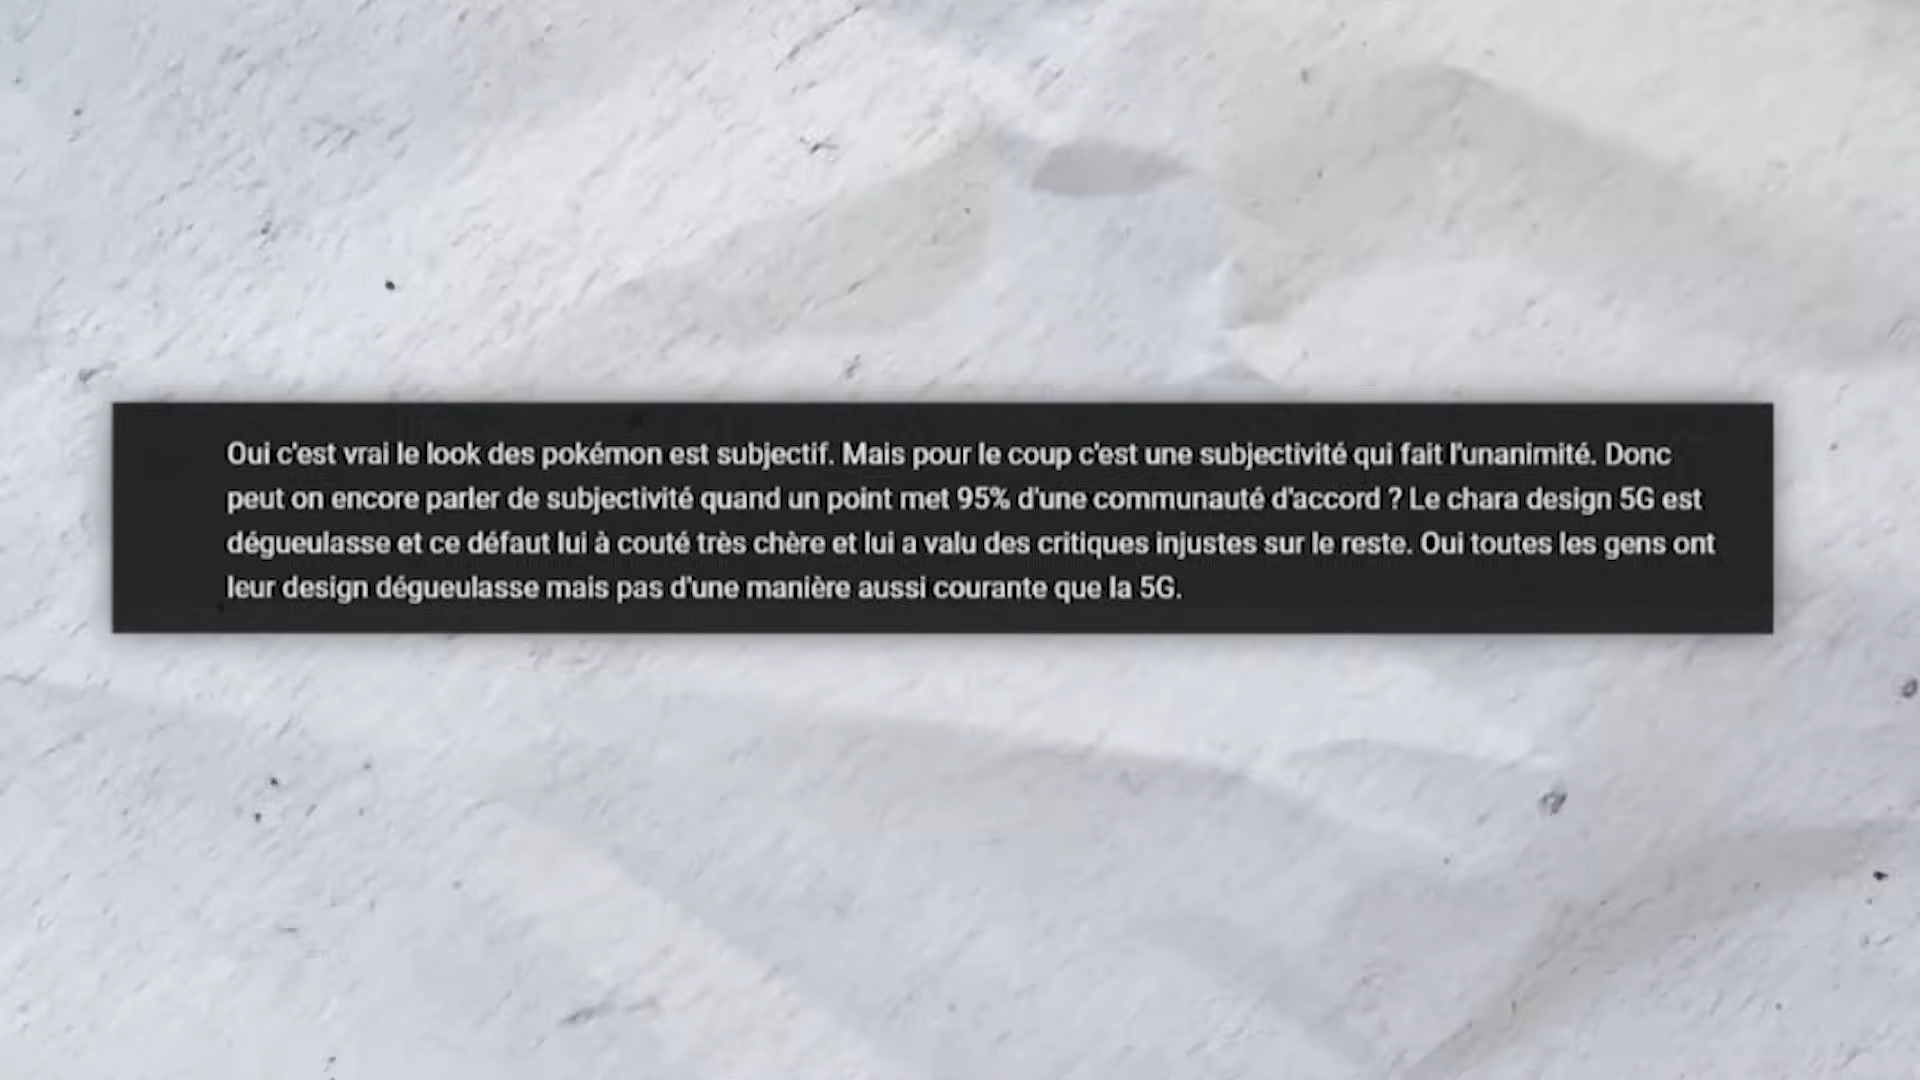 Oui c'est vrai le look des pokémon est subjectif. Mais pour le coup c'est une subjectivité qui fait l'unanimité. Donc
peut on encore parler de subjectivité quand un point met 95% d'une communauté d'accord ? Le chara design 5G est
dégueulasse et ce défaut lui à couté très chère et lui a valu des critiques injustes sur le reste. Oui toutes les gens ont
leur design dégueulasse mais pas d'une manière aussi courante que la 5G.